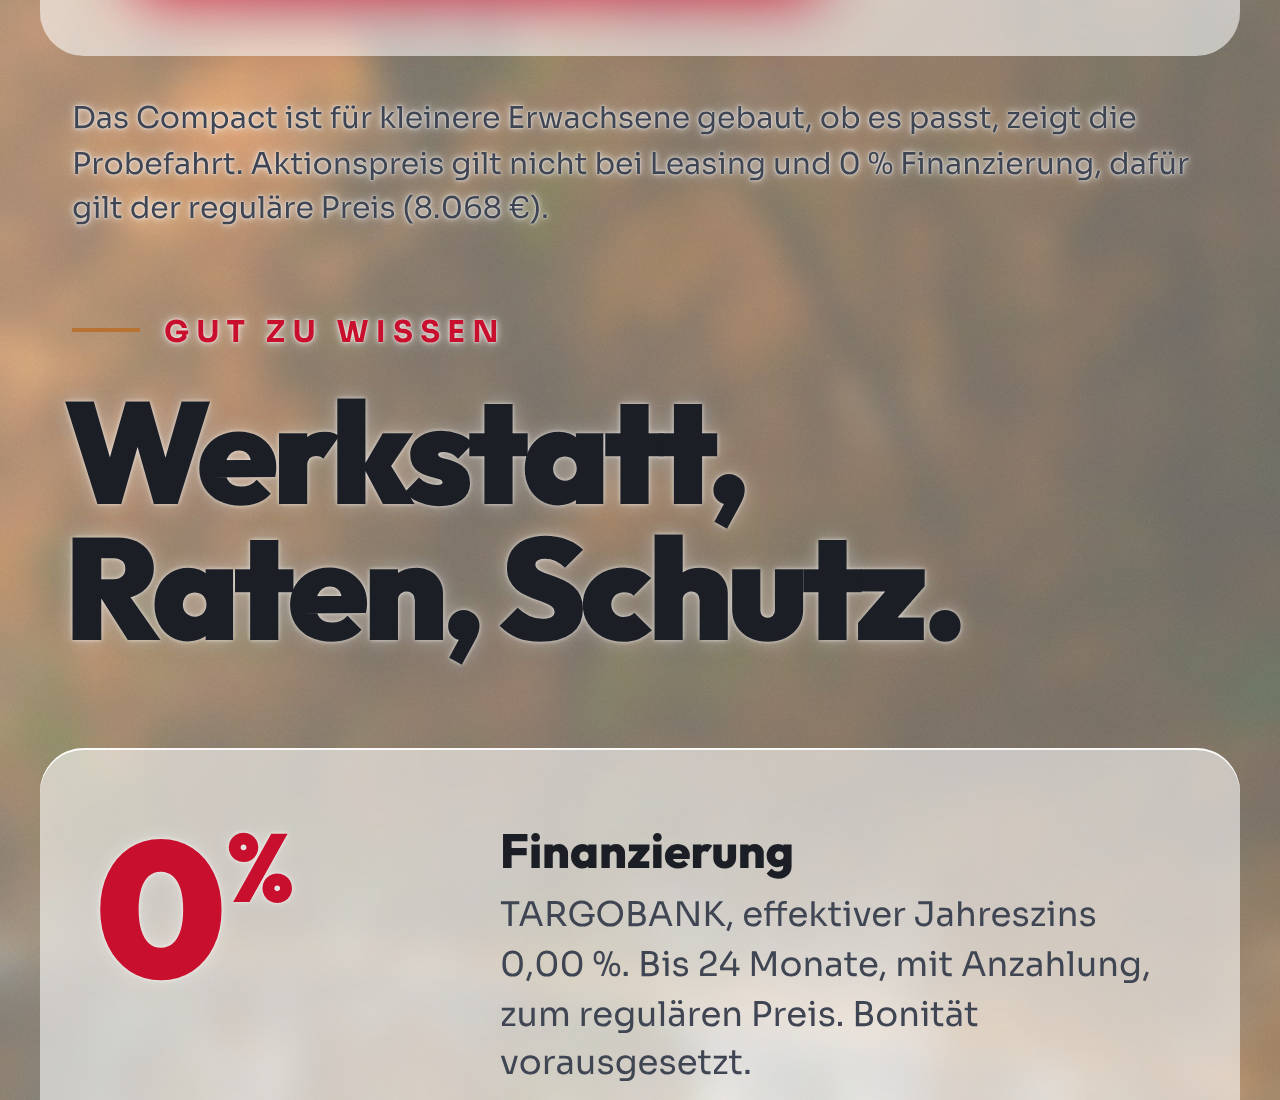 Das Compact ist für kleinere Erwachsene gebaut, ob es passt, zeigt die
Probefahrt. Aktionspreis gilt nicht bei Leasing und 0 % Finanzierung, dafür
gilt der reguläre Preis (8.068 €).
GUT ZU WISSEN
Werkstatt,
Raten, Schutz.
0%
Finanzierung
TARGOBANK, effektiver Jahreszins
0,00 %. Bis 24 Monate, mit Anzahlung,
zum regulären Preis. Bonität
vorausgesetzt.